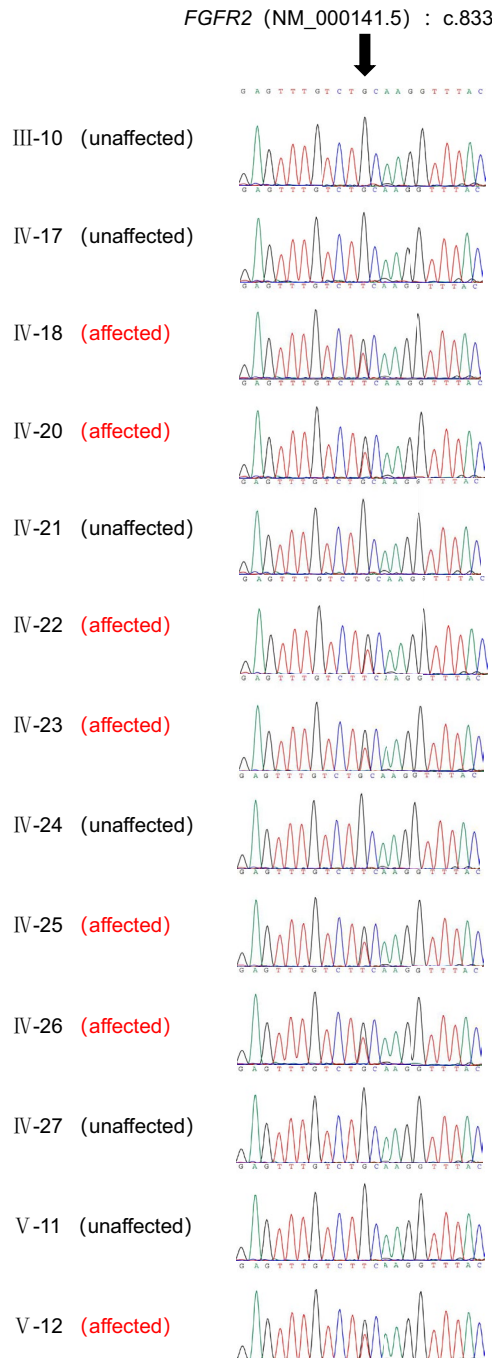 FGFR2 (NM_000141.5) : c.833
G A G T T T G T C T G C A A G G T T T A C
Ⅲ-10 (unaffected)
G A G T T T G T C T G C A A G G T T T A C
Ⅳ-17 (unaffected)
G A G T T T G T C T T C A A G G T T T A C
Ⅳ-18 (affected)
G A G T T T G T C T T C A A G G T T T A C
Ⅳ-20 (affected)
G A G T T T G T C T G C A A G G T T T A C
Ⅳ-21 (unaffected)
G A G T T T G T C T G C A A G G T T T A C
Ⅳ-22 (affected)
G A G T T T G T C T T C A A G G T T T A C
Ⅳ-23 (affected)
G A G T T T G T C T G C A A G G T T T A C
Ⅳ-24 (unaffected)
G A G T T T G T C T T C A A G G T T T A C
Ⅳ-25 (affected)
G A G T T T G T C T T C A A G G T T T A C
Ⅳ-26 (affected)
G A G T T T G T C T G C A A G G T T T A C
Ⅳ-27 (unaffected)
G A G T T T G T C T G C A A G G T T T A C
Ⅴ-11 (unaffected)
G A G T T T G T C T T C A A G G T T T A C
Ⅴ-12 (affected)